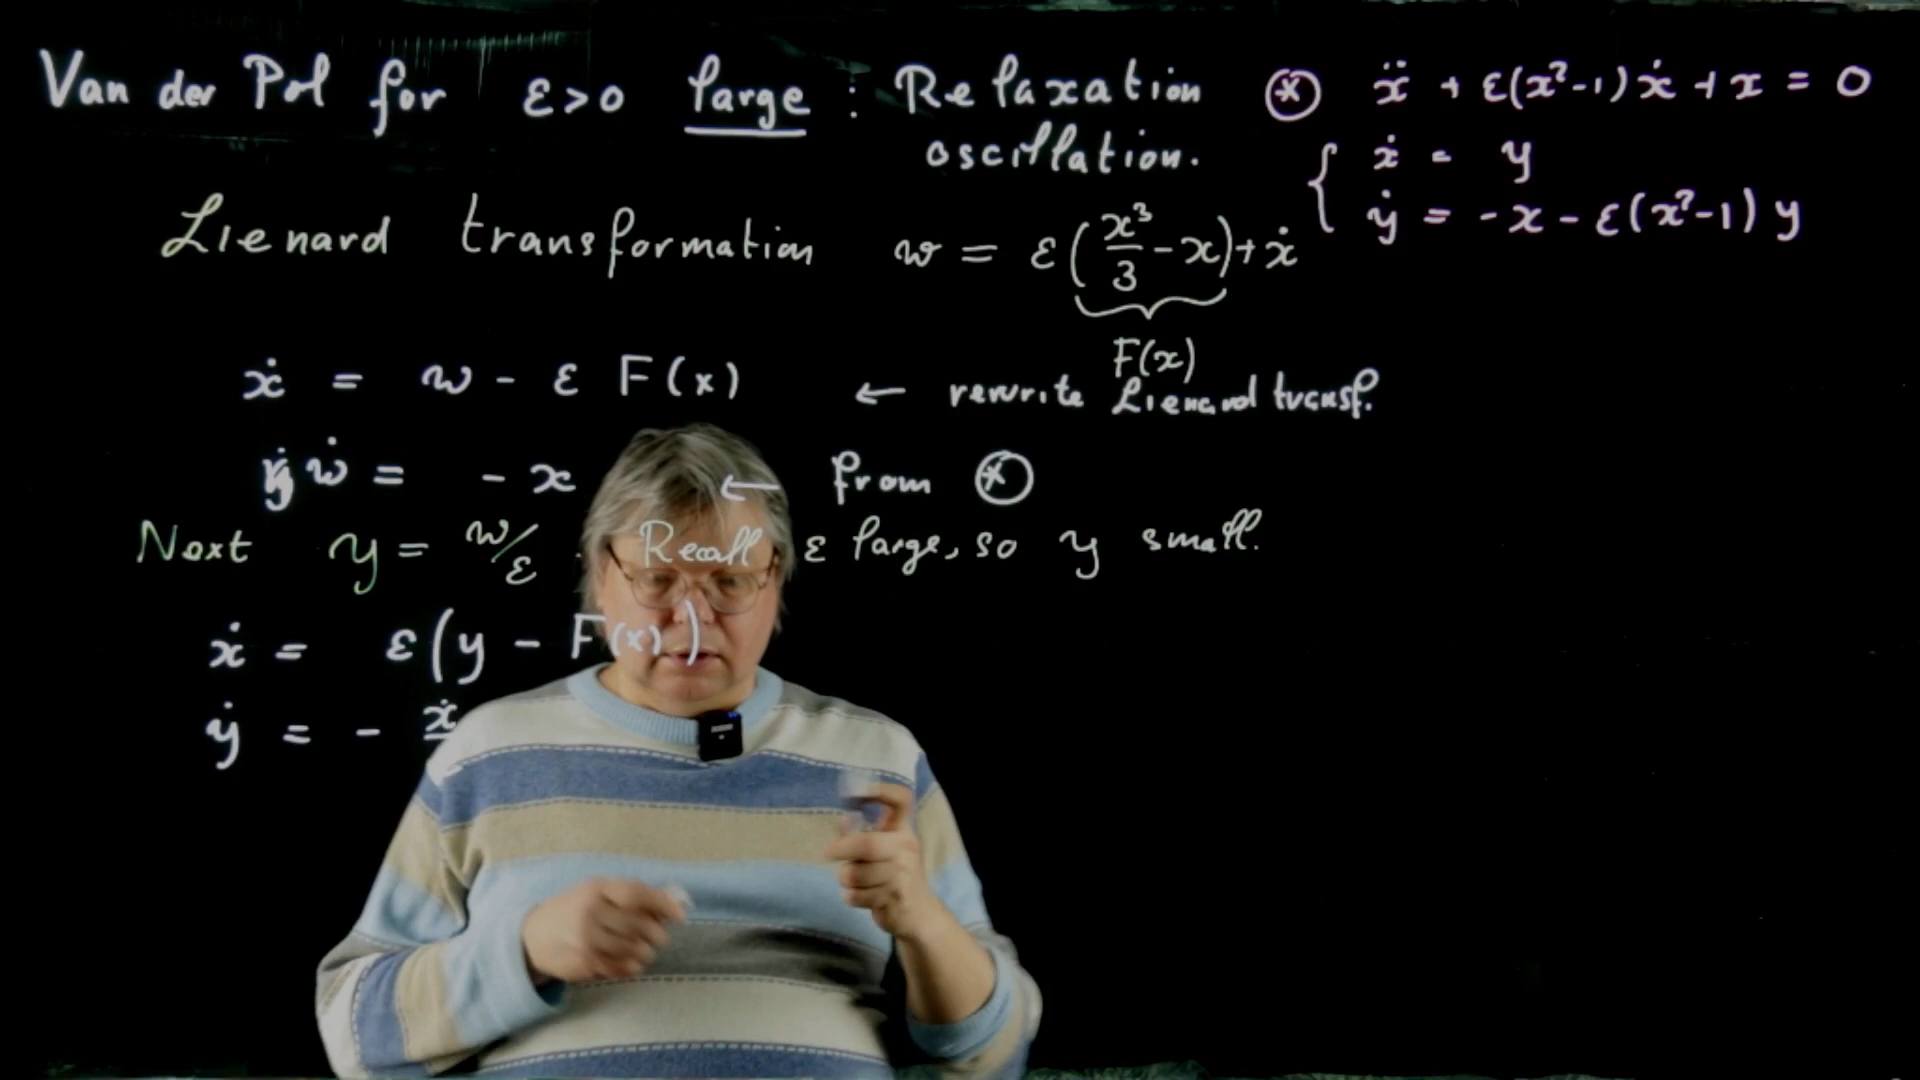 Van der Pol for ε>0 large : Relaxation oscillation.
⊛ ẍ + ε(x²-1)ẋ + x = 0
{ ẋ = y
ẏ = -x - ε(x²-1) y
Lienard transformation w = ε(x³/3 - x) + ẋ
F(x)
ẋ = w - ε F(x) ← rewrite Lienard transf.
ẇ = - x ← from ⊛
Next y = w/ε . Recall ε large, so y small.
ẋ = ε(y - F(x))
ẏ = -